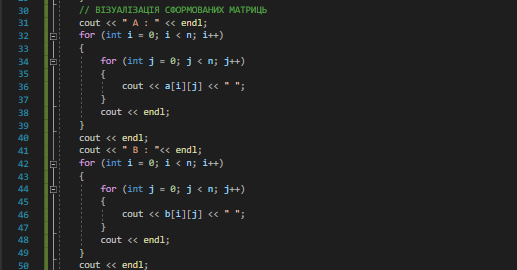 30 // ВІЗУАЛІЗАЦІЯ СФОРМОВАНИХ МАТРИЦЬ
31 cout << " A : " << endl;
32 for (int i = 0; i < n; i++)
33 {
34 for (int j = 0; j < n; j++)
35 {
36 cout << a[i][j] << " ";
37 }
38 cout << endl;
39 }
40 cout << endl;
41 cout << " B : "<< endl;
42 for (int i = 0; i < n; i++)
43 {
44 for (int j = 0; j < n; j++)
45 {
46 cout << b[i][j] << " ";
47 }
48 cout << endl;
49 }
50 cout << endl;